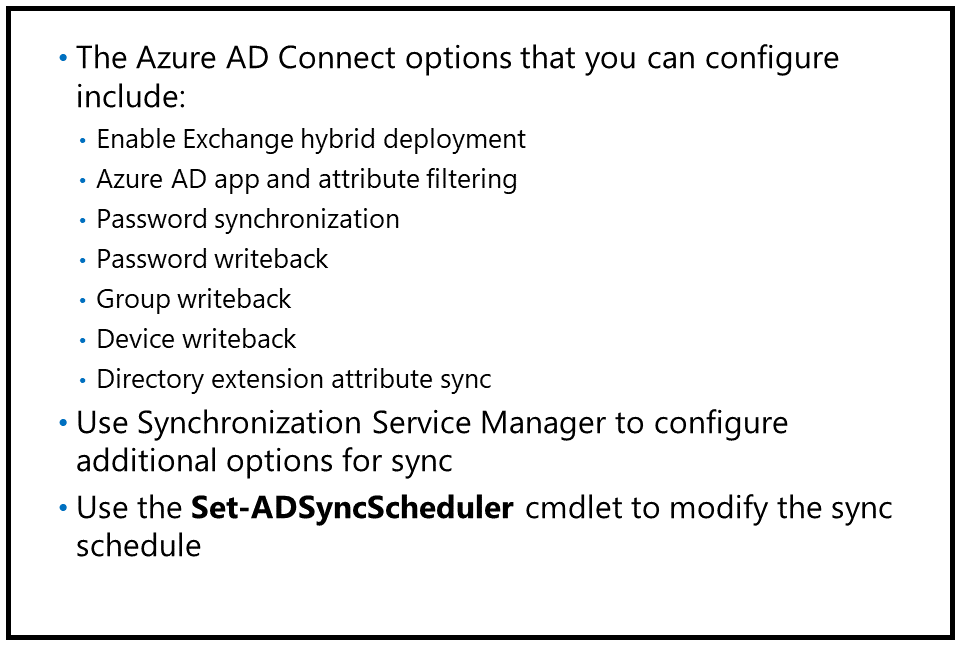 • The Azure AD Connect options that you can configure
include:
• Enable Exchange hybrid deployment
• Azure AD app and attribute filtering
• Password synchronization
• Password writeback
• Group writeback
• Device writeback
• Directory extension attribute sync
• Use Synchronization Service Manager to configure
additional options for sync
• Use the Set-ADSyncScheduler cmdlet to modify the sync
schedule